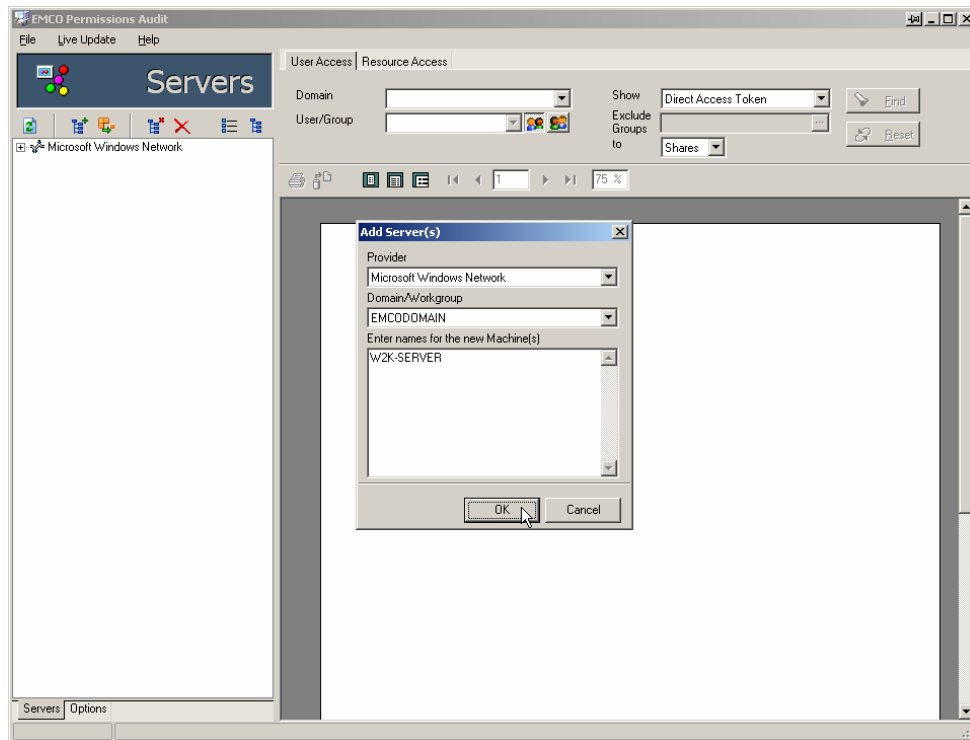 EMCO Permissions Audit
File Live Update Help
Servers
User Access Resource Access
Domain
Show Direct Access Token
Find
User/Group
Exclude Groups
Reset
to Shares
Microsoft Windows Network
1 75 %
Add Server(s)
Provider
Microsoft Windows Network
Domain/Workgroup
EMCODOMAIN
Enter names for the new Machine(s)
W2K-SERVER
OK Cancel
Servers Options